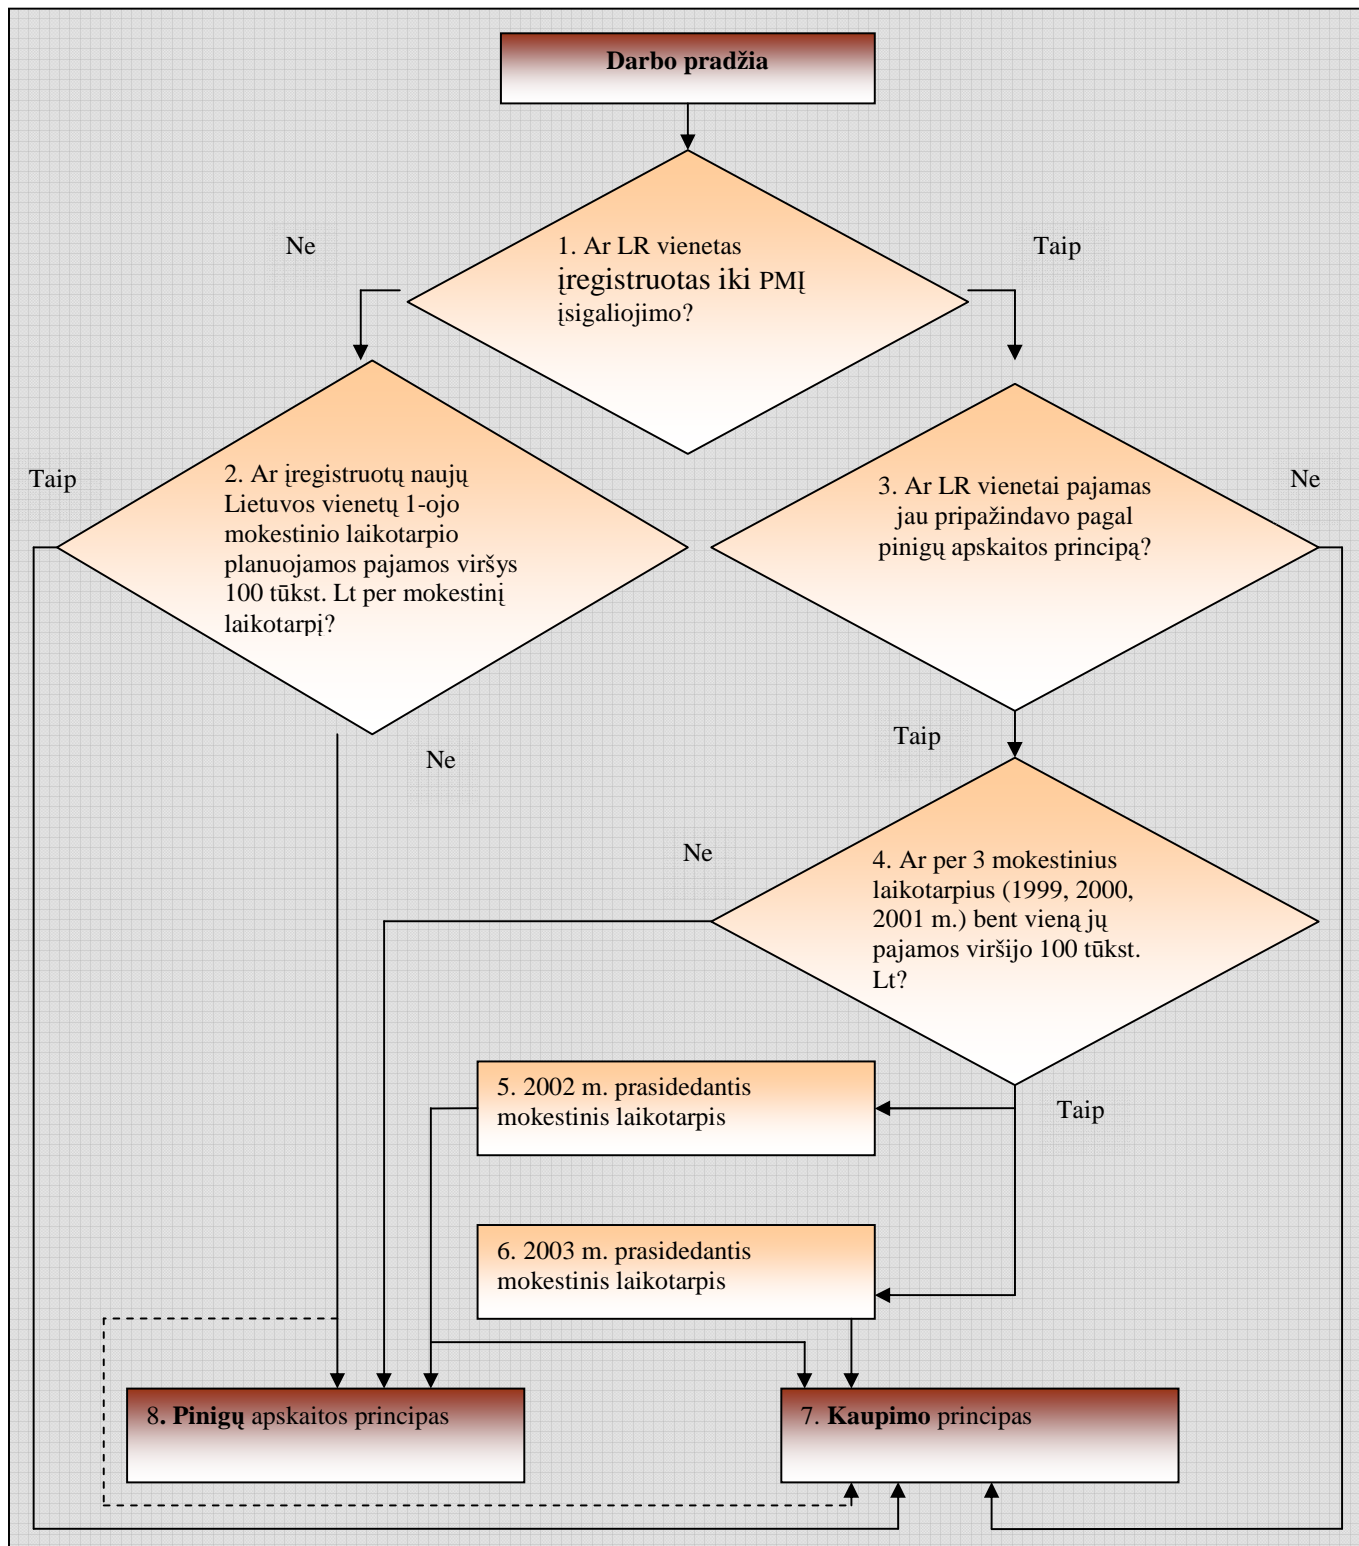 Darbo pradžia
Ne
Taip
1. Ar LR vienetas
įregistruotas iki PMĮ
įsigaliojimo?
Taip
2. Ar įregistruotų naujų
Lietuvos vienetų 1-ojo
mokestinio laikotarpio
planuojamos pajamos viršys
100 tūkst. Lt per mokestinį
laikotarpį?
3. Ar LR vienetai pajamas
jau pripažindavo pagal
pinigų apskaitos principą?
Ne
Ne
Taip
Ne
4. Ar per 3 mokestinius
laikotarpius (1999, 2000,
2001 m.) bent vieną jų
pajamos viršijo 100 tūkst.
Lt?
Taip
5. 2002 m. prasidedantis
mokestinis laikotarpis
6. 2003 m. prasidedantis
mokestinis laikotarpis
8. Pinigų apskaitos principas
7. Kaupimo principas